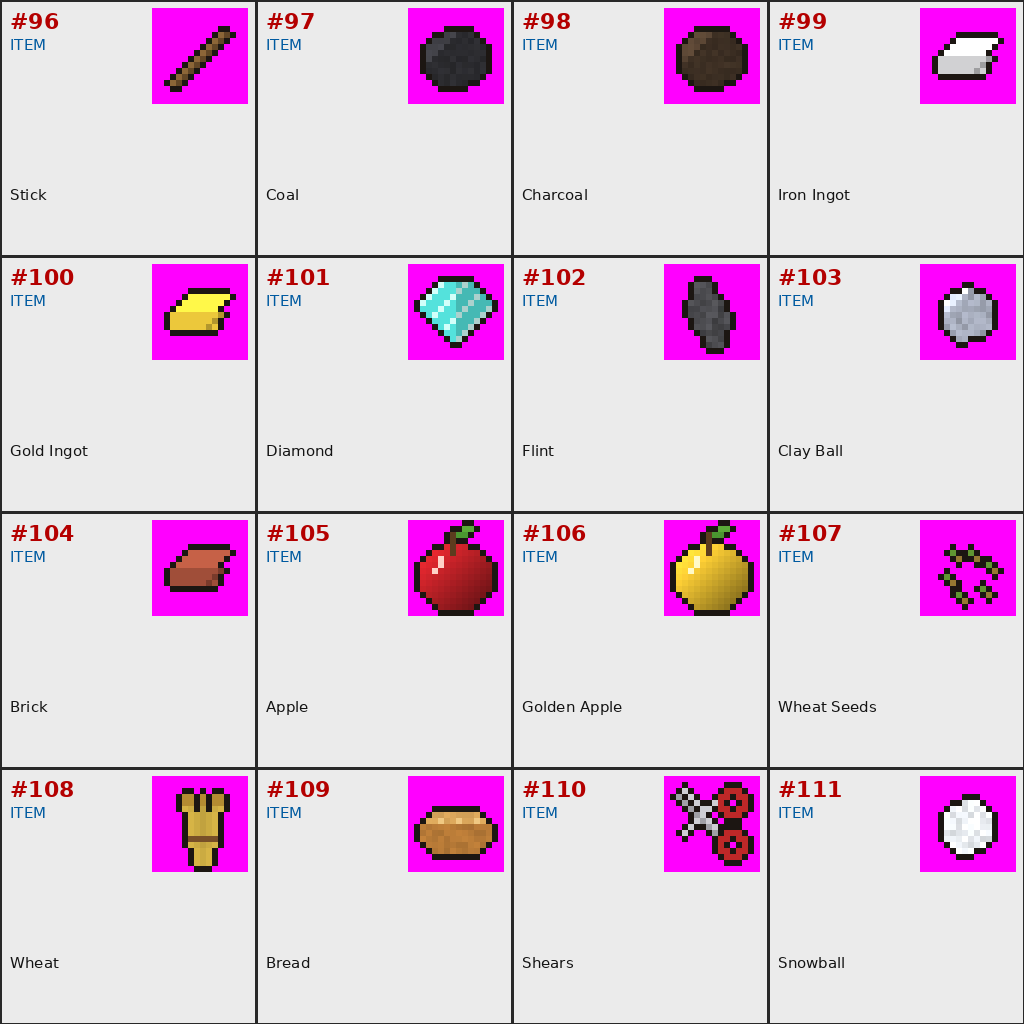 #96
ITEM
Stick
#97
ITEM
Coal
#98
ITEM
Charcoal
#99
ITEM
Iron Ingot
#100
ITEM
Gold Ingot
#101
ITEM
Diamond
#102
ITEM
Flint
#103
ITEM
Clay Ball
#104
ITEM
Brick
#105
ITEM
Apple
#106
ITEM
Golden Apple
#107
ITEM
Wheat Seeds
#108
ITEM
Wheat
#109
ITEM
Bread
#110
ITEM
Shears
#111
ITEM
Snowball